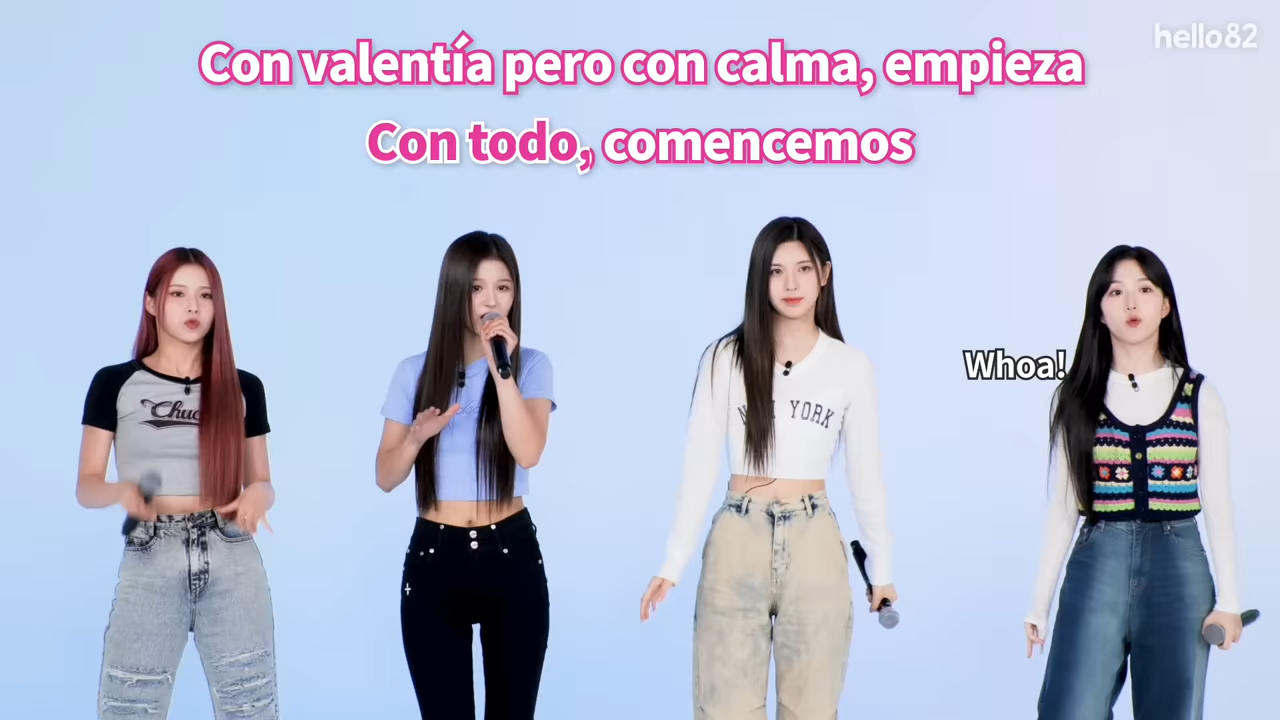 hello82
Con valentía pero con calma, empieza
Con todo, comencemos
Whoa!
NEW YORK